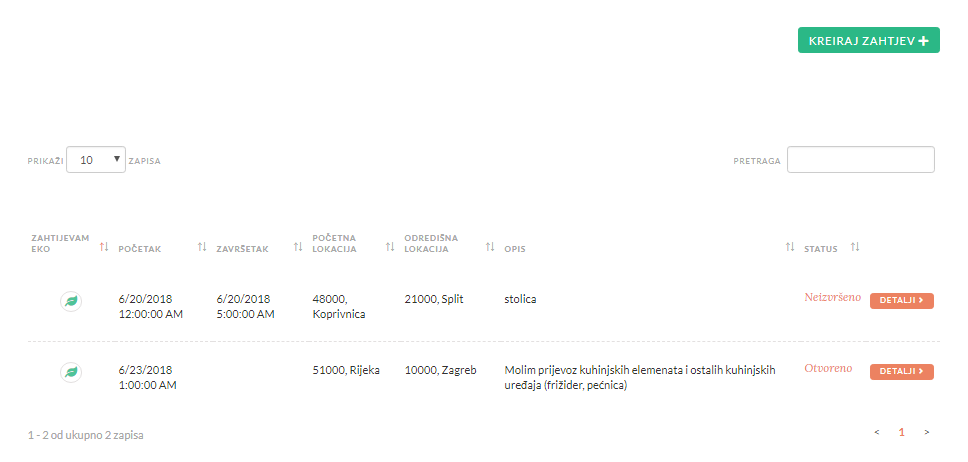 KREIRAJ ZAHTJEV
PRIKAŽI 10 ZAPISA
PRETRAGA
ZAHTIJEVAM EKO
POČETAK
ZAVRŠETAK
POČETNA LOKACIJA
ODREDIŠNA LOKACIJA
OPIS
STATUS
6/20/2018 12:00:00 AM
6/20/2018 5:00:00 AM
48000, Koprivnica
21000, Split
stolica
Neizvršeno
DETALJI >
6/23/2018 1:00:00 AM
51000, Rijeka
10000, Zagreb
Molim prijevoz kuhinjskih elemenata i ostalih kuhinjskih
uređaja (frižider, pećnica)
Otvoreno
DETALJI >
1 - 2 od ukupno 2 zapisa
< 1 >